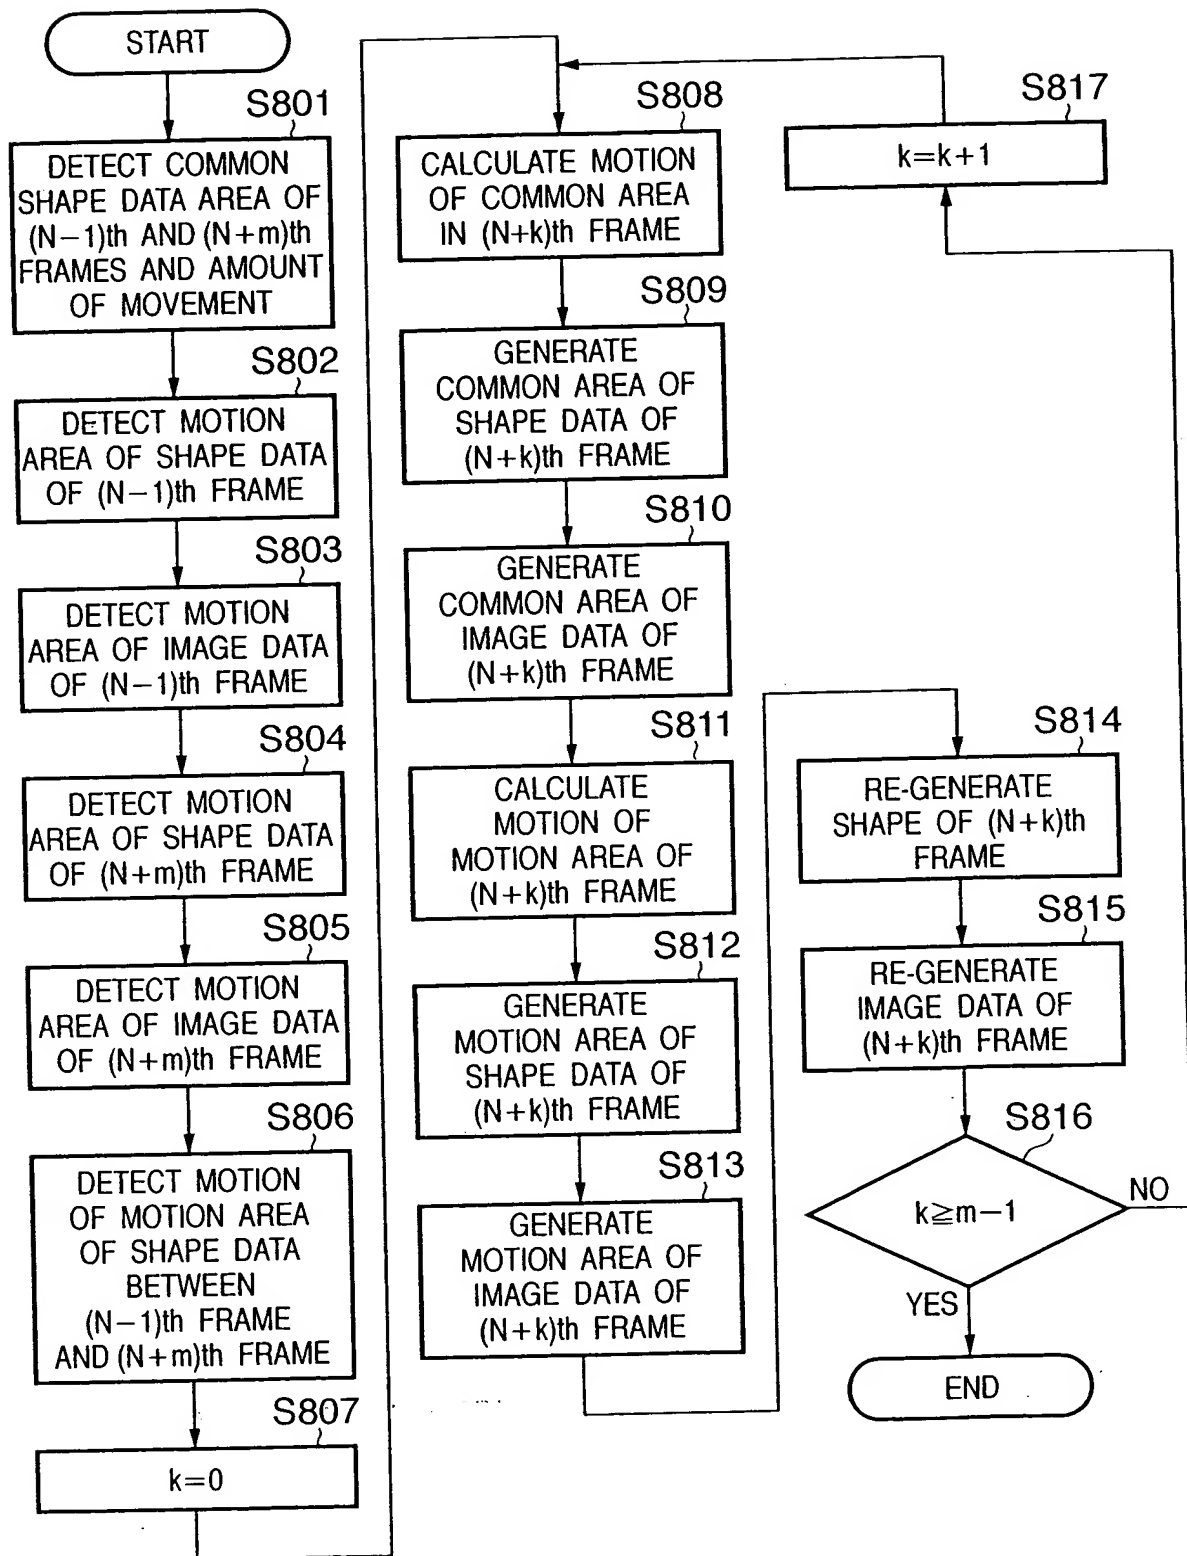 START
S801
DETECT COMMON
SHAPE DATA AREA OF
(N−1)th AND (N+m)th
FRAMES AND AMOUNT
OF MOVEMENT
S802
DETECT MOTION
AREA OF SHAPE DATA
OF (N−1)th FRAME
S803
DETECT MOTION
AREA OF IMAGE DATA
OF (N−1)th FRAME
S804
DETECT MOTION
AREA OF SHAPE DATA
OF (N+m)th FRAME
S805
DETECT MOTION
AREA OF IMAGE DATA
OF (N+m)th FRAME
S806
DETECT MOTION
OF MOTION AREA
OF SHAPE DATA
BETWEEN
(N−1)th FRAME
AND (N+m)th FRAME
S807
k=0
S808
CALCULATE MOTION
OF COMMON AREA
IN (N+k)th FRAME
S809
GENERATE
COMMON AREA OF
SHAPE DATA OF
(N+k)th FRAME
S810
GENERATE
COMMON AREA OF
IMAGE DATA OF
(N+k)th FRAME
S811
CALCULATE
MOTION OF
MOTION AREA OF
(N+k)th FRAME
S812
GENERATE
MOTION AREA OF
SHAPE DATA OF
(N+k)th FRAME
S813
GENERATE
MOTION AREA OF
IMAGE DATA OF
(N+k)th FRAME
S814
RE-GENERATE
SHAPE OF (N+k)th
FRAME
S815
RE-GENERATE
IMAGE DATA OF
(N+k)th FRAME
S816
k≧m−1
NO
YES
END
S817
k=k+1